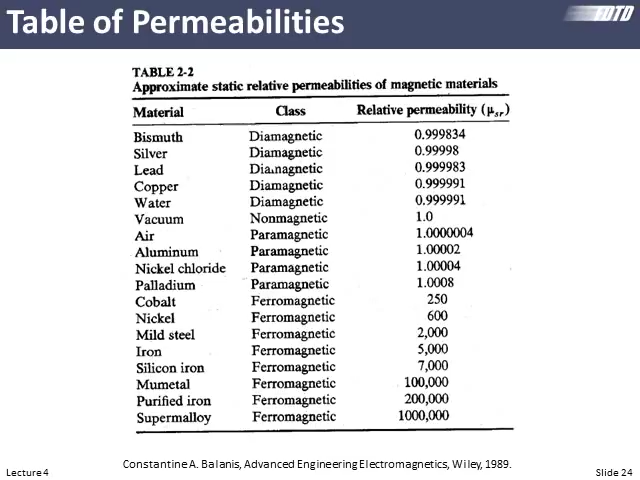 Table of Permeabilities
FDTD
TABLE 2-2
Approximate static relative permeabilities of magnetic materials
Material Class Relative permeability (μsr)
Bismuth Diamagnetic 0.999834
Silver Diamagnetic 0.99998
Lead Diamagnetic 0.999983
Copper Diamagnetic 0.999991
Water Diamagnetic 0.999991
Vacuum Nonmagnetic 1.0
Air Paramagnetic 1.0000004
Aluminum Paramagnetic 1.00002
Nickel chloride Paramagnetic 1.00004
Palladium Paramagnetic 1.0008
Cobalt Ferromagnetic 250
Nickel Ferromagnetic 600
Mild steel Ferromagnetic 2,000
Iron Ferromagnetic 5,000
Silicon iron Ferromagnetic 7,000
Mumetal Ferromagnetic 100,000
Purified iron Ferromagnetic 200,000
Supermalloy Ferromagnetic 1000,000
Constantine A. Balanis, Advanced Engineering Electromagnetics, Wiley, 1989.
Lecture 4 Slide 24